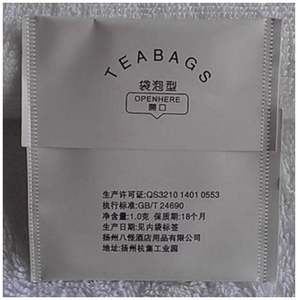 TEABAGS
袋泡型
OPENHERE
開口
生产许可证:QS3210 1401 0553
执行标准:GB/T 24690
净含量:1.0克 保质期:18个月
生产日期:见内袋标签
扬州八怪酒店用品有限公司
地址:扬州杭集工业园